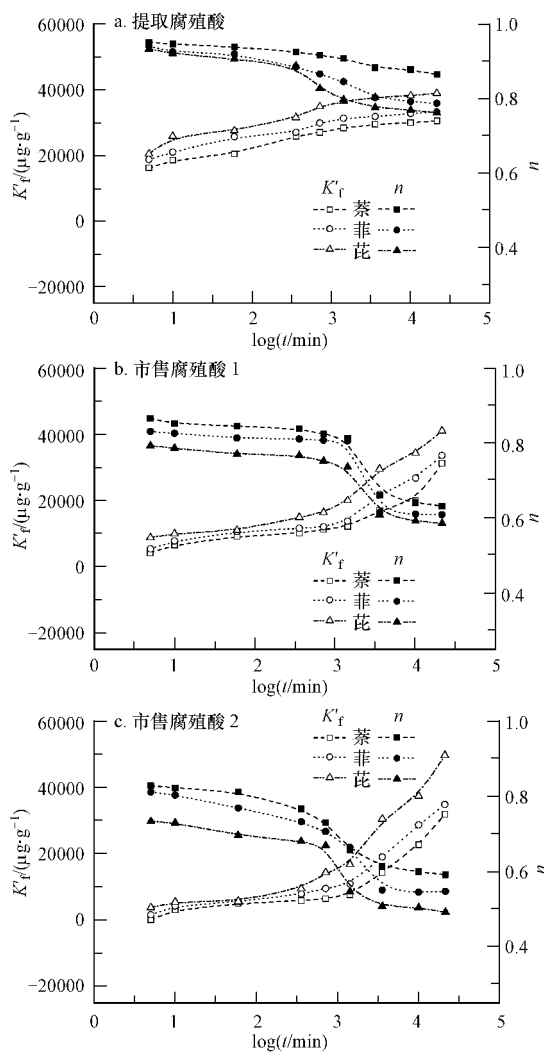 a. 提取腐殖酸
60000
40000
20000
0
−20000
K′f/(μg·g−1)
1.0
0.8
0.6
0.4
n
K′f n
萘
菲
芘
0 1 2 3 4 5
log(t/min)
b. 市售腐殖酸 1
60000
40000
20000
0
−20000
K′f/(μg·g−1)
1.0
0.8
0.6
0.4
n
K′f n
萘
菲
芘
0 1 2 3 4 5
log(t/min)
c. 市售腐殖酸 2
60000
40000
20000
0
−20000
K′f/(μg·g−1)
1.0
0.8
0.6
0.4
n
K′f n
萘
菲
芘
0 1 2 3 4 5
log(t/min)